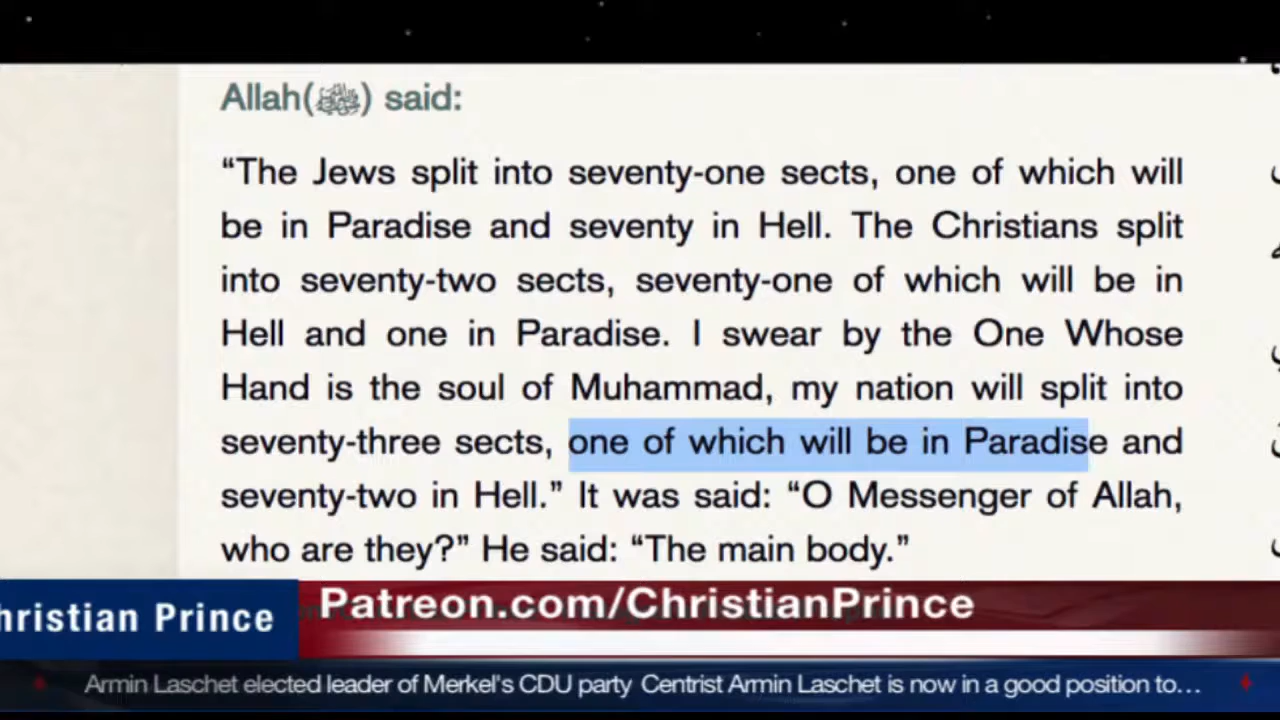 Allah(ﷺ) said:
“The Jews split into seventy-one sects, one of which will
be in Paradise and seventy in Hell. The Christians split
into seventy-two sects, seventy-one of which will be in
Hell and one in Paradise. I swear by the One Whose
Hand is the soul of Muhammad, my nation will split into
seventy-three sects, one of which will be in Paradise and
seventy-two in Hell.” It was said: “O Messenger of Allah,
who are they?” He said: “The main body.”
hristian Prince
Patreon.com/ChristianPrince
Armin Laschet elected leader of Merkel's CDU party Centrist Armin Laschet is now in a good position to…